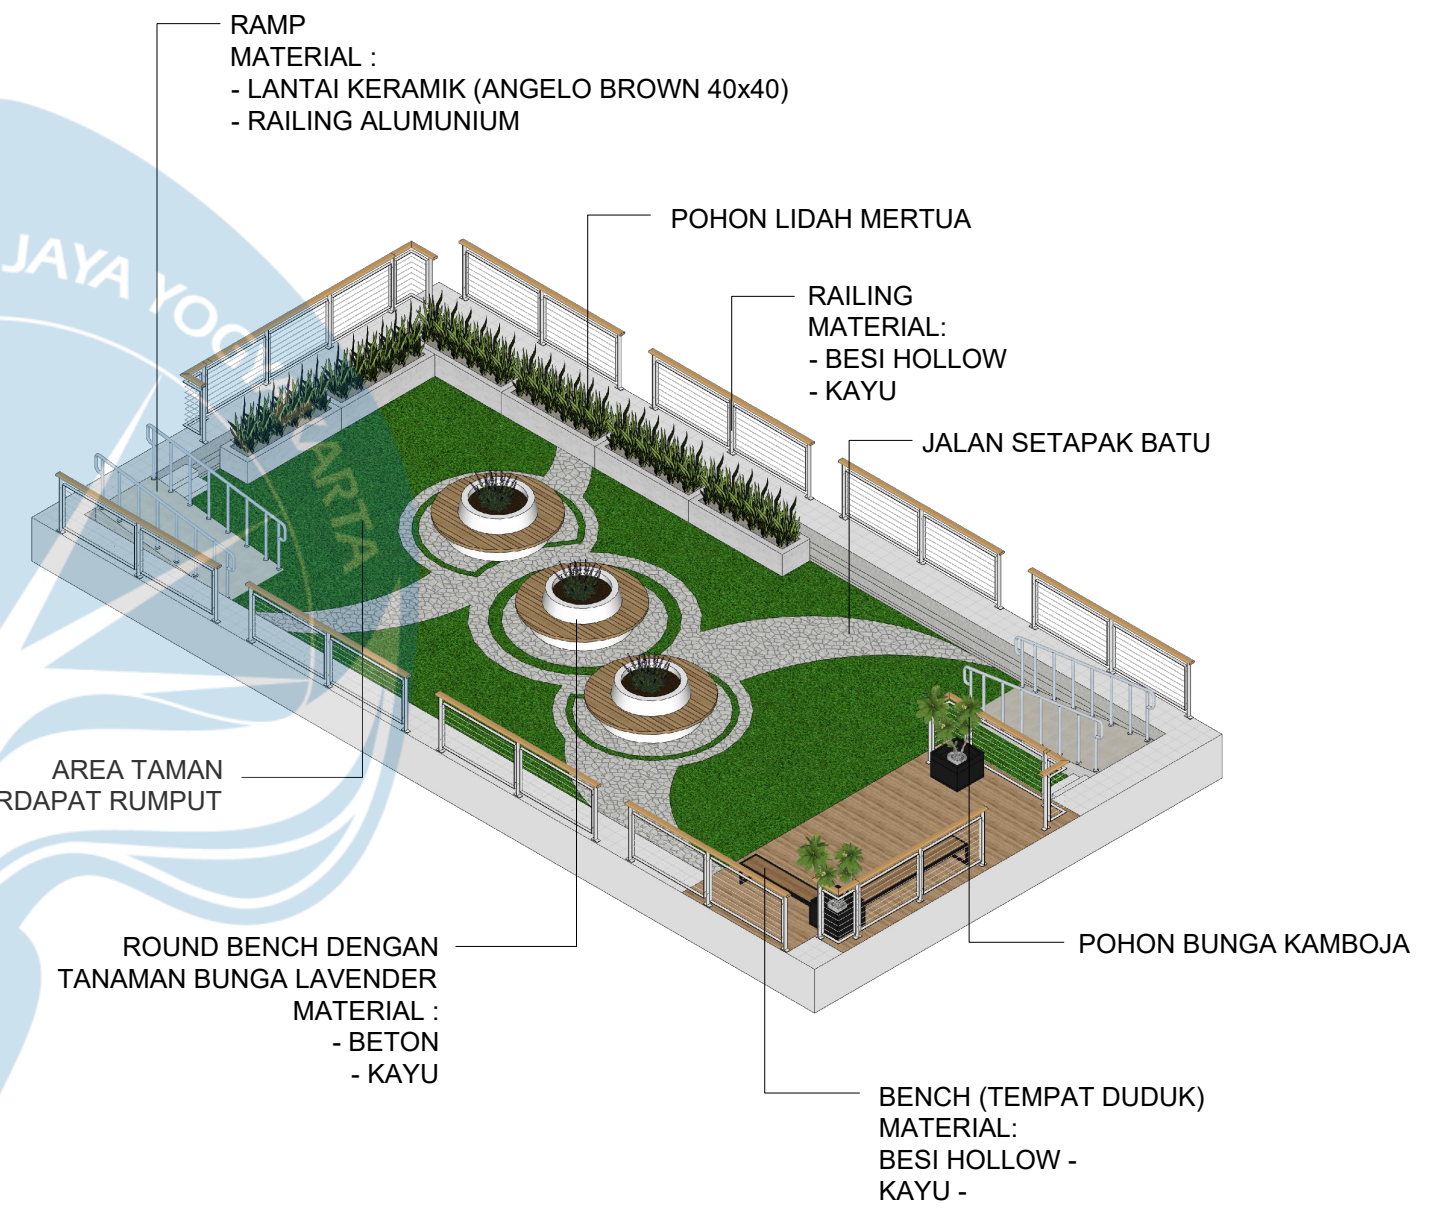 RAMP
MATERIAL :
- LANTAI KERAMIK (ANGELO BROWN 40x40)
- RAILING ALUMUNIUM
POHON LIDAH MERTUA
JAYA YOGYAKARTA
RAILING
MATERIAL:
- BESI HOLLOW
- KAYU
JALAN SETAPAK BATU
AREA TAMAN
RDAPAT RUMPUT
ROUND BENCH DENGAN
TANAMAN BUNGA LAVENDER
MATERIAL :
- BETON
- KAYU
POHON BUNGA KAMBOJA
BENCH (TEMPAT DUDUK)
MATERIAL:
BESI HOLLOW -
KAYU -